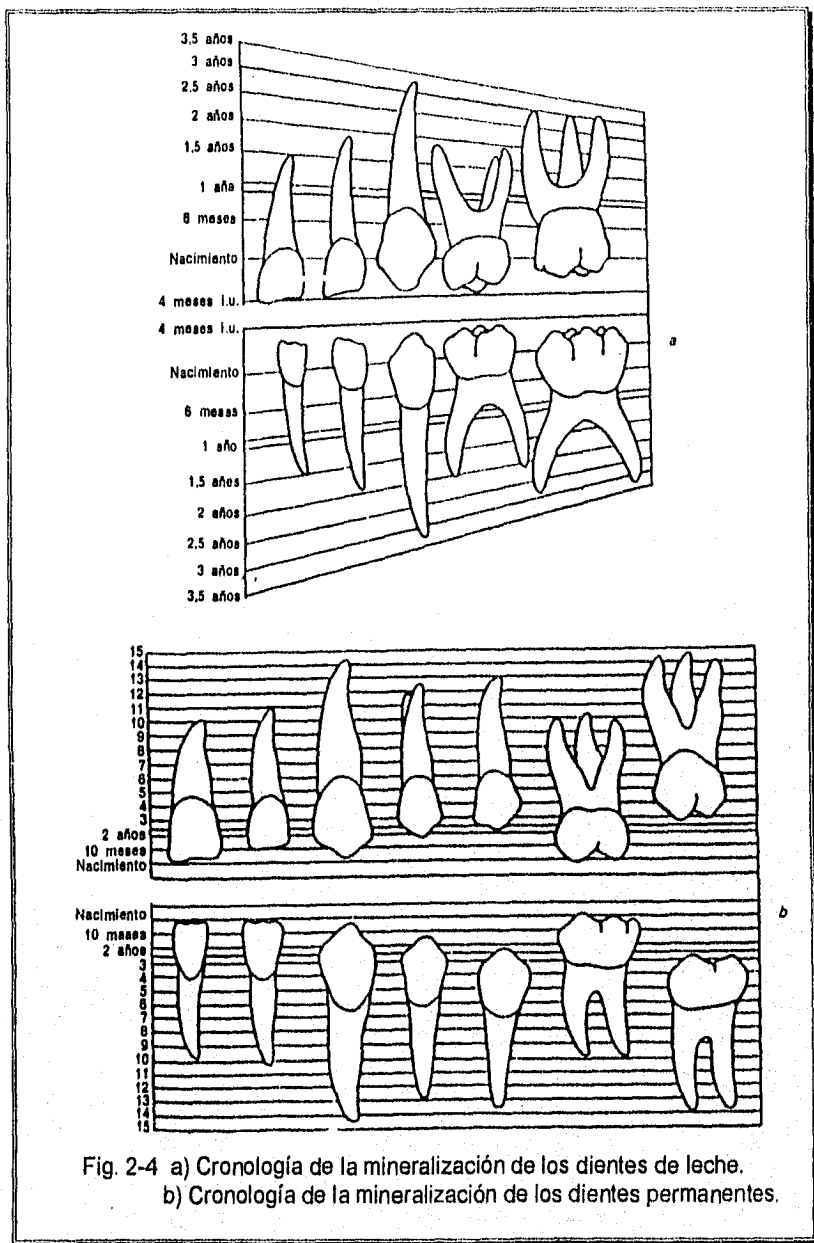 3,5 años
3 años
2,5 años
2 años
1,5 años
1 aña
6 meses
Nacimiento
4 meses I.u.
4 meses I.u.
Nacimiento
6 meses
1 año
1,5 años
2 años
2,5 años
3 años
3,5 años
a
15
14
13
12
11
10
9
8
7
6
5
4
3
2 años
10 meses
Nacimiento
Nacimiento
10 meses
2 años
3
4
5
6
7
8
9
10
11
12
13
14
15
b
Fig. 2-4 a) Cronología de la mineralización de los dientes de leche.
b) Cronología de la mineralización de los dientes permanentes.